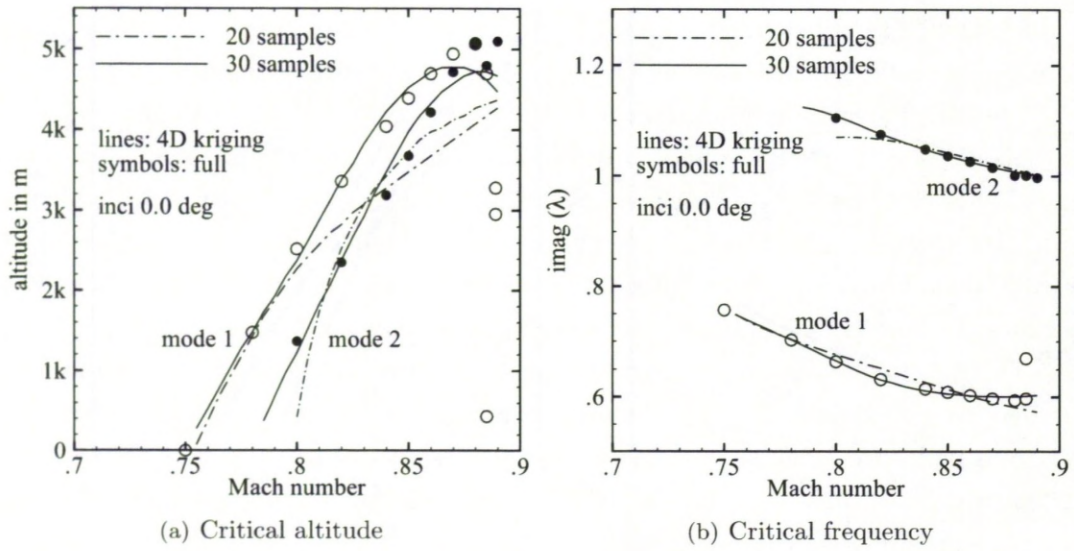 5k
4k
3k
2k
1k
0
.7
.75
.8
.85
.9
altitude in m
Mach number
20 samples
30 samples
lines: 4D kriging
symbols: full
inci 0.0 deg
mode 1
mode 2
(a) Critical altitude
1.2
1
.8
.6
.7
.75
.8
.85
.9
imag (λ)
Mach number
20 samples
30 samples
lines: 4D kriging
symbols: full
inci 0.0 deg
mode 2
mode 1
(b) Critical frequency